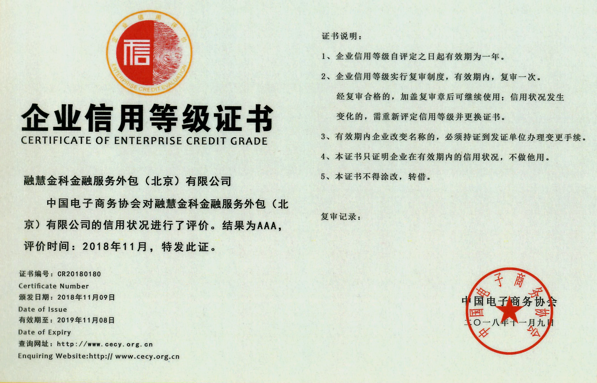 企业信用评价
信
ENTERPRISE CREDIT GRADE
企业信用等级证书
CERTIFICATE OF ENTERPRISE CREDIT GRADE
融慧金科金融服务外包（北京）有限公司
中国电子商务协会对融慧金科金融服务外包（北
京）有限公司的信用状况进行了评价。结果为AAA，
评价时间：2018年11月，特发此证。
证书编号：CR20180180
Certificate Number
颁发日期：2018年11月09日
Date of Issue
有效期至：2019年11月08日
Date of Expiry
查询网址：http://www.cecy.org.cn
Enquiring Website:http:// www.cecy.org.cn
证书说明：
1、企业信用等级自评定之日起有效期为一年。
2、企业信用等级实行复审制度，有效期内，复审一次。
经复审合格的，加盖复审章后可继续使用；信用状况发生
变化的，需重新评定信用等级并更换证书。
3、有效期内企业改变名称的，必须持证到发证单位办理变更手续。
4、本证书只证明企业在有效期内的信用状况，不做他用。
5、本证书不得涂改，转借。
复审记录：
中国电子商务协会
二〇一八年十一月九日
中国电子商务协会